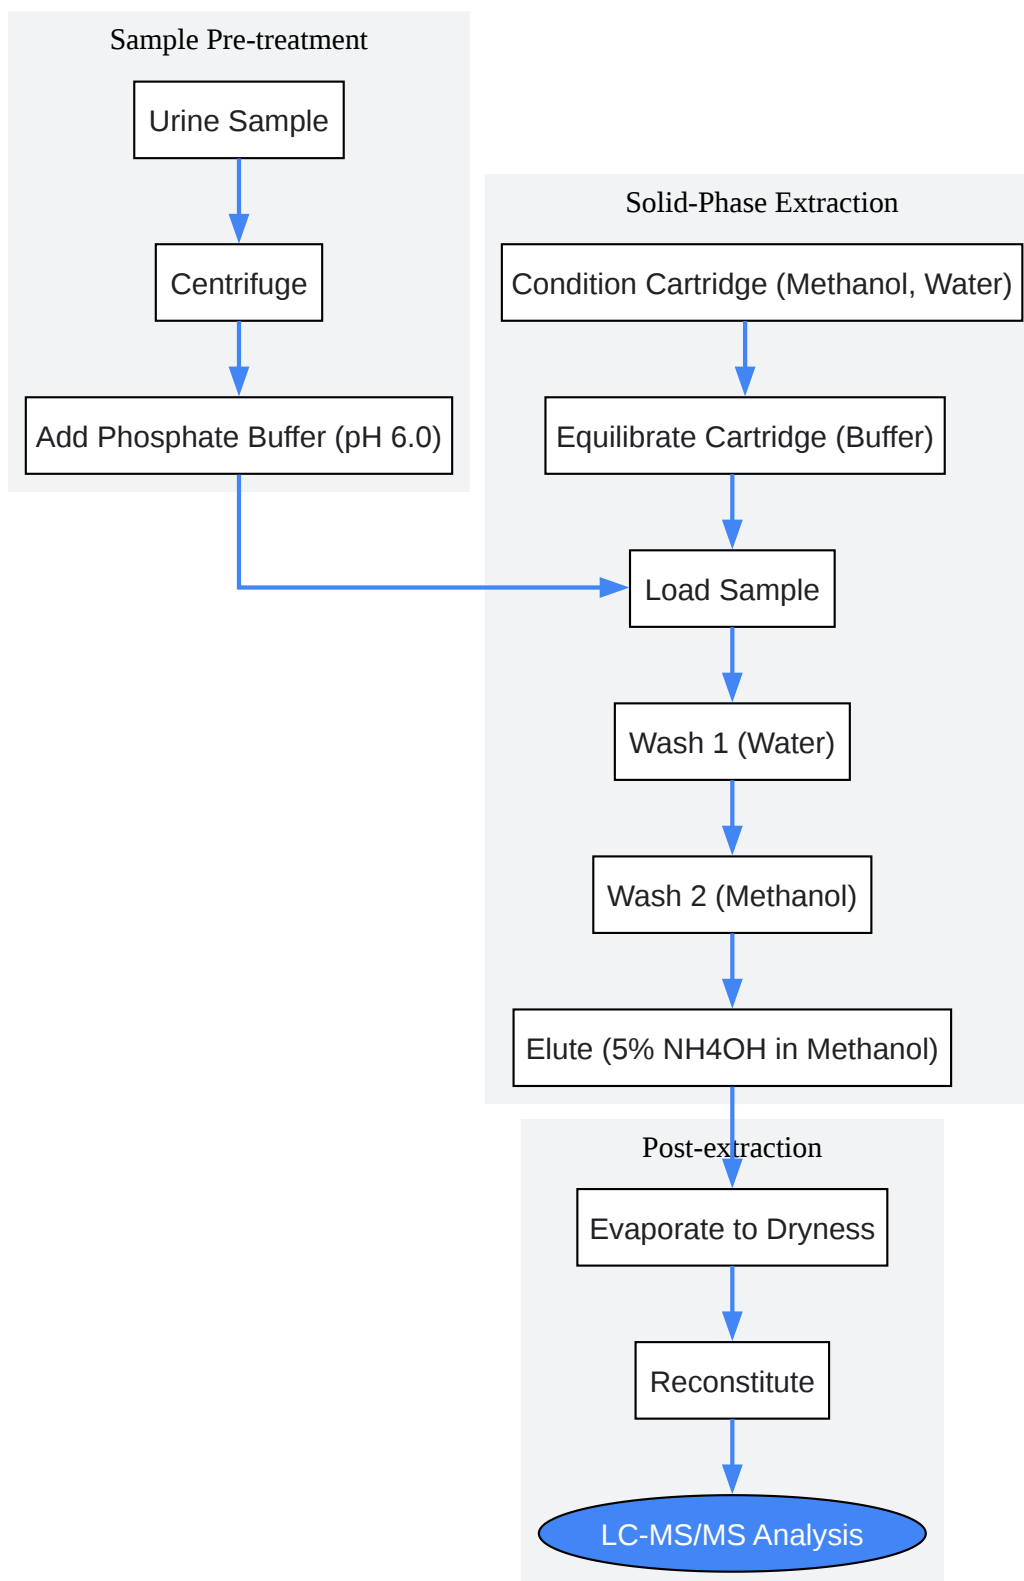 Sample Pre-treatment
Urine Sample
Centrifuge
Add Phosphate Buffer (pH 6.0)
Solid-Phase Extraction
Condition Cartridge (Methanol, Water)
Equilibrate Cartridge (Buffer)
Load Sample
Wash 1 (Water)
Wash 2 (Methanol)
Elute (5% NH4OH in Methanol)
Post-extraction
Evaporate to Dryness
Reconstitute
LC-MS/MS Analysis